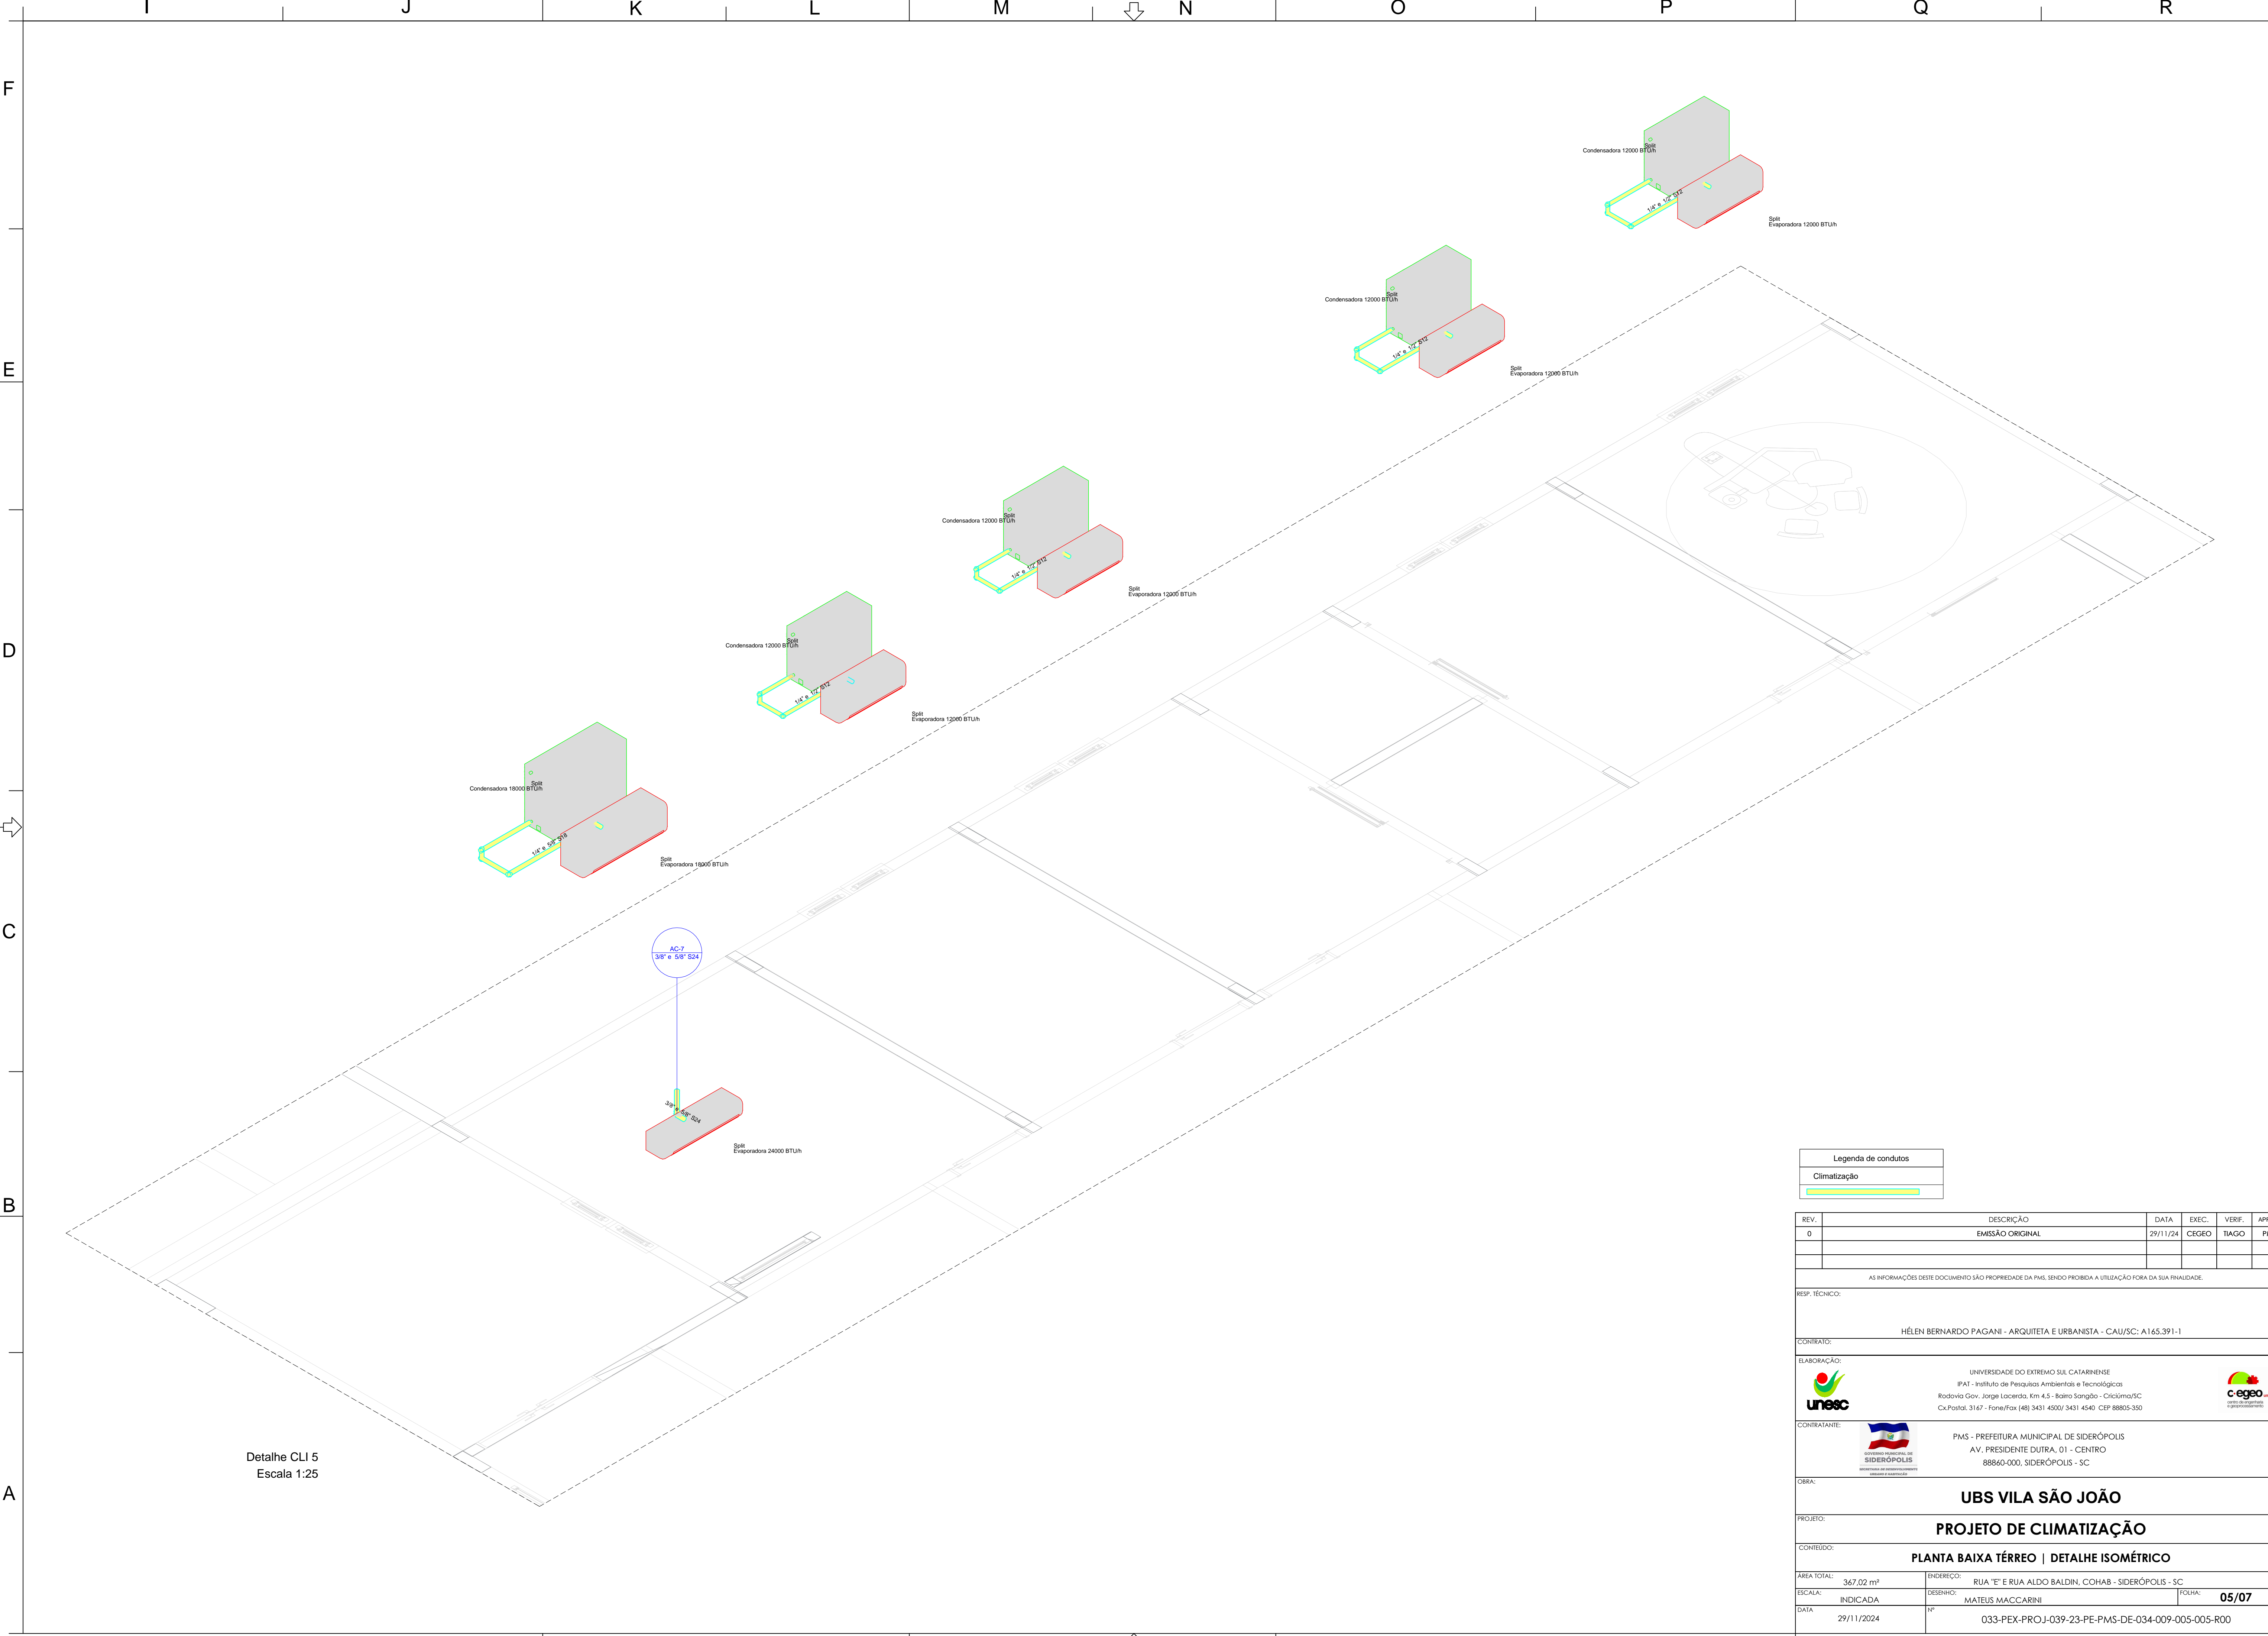 I J K L M N O P Q R
F
E
D
C
B
A
Split
Condensadora 12000 BTU/h
1/4" e 1/2" S12
Split
Evaporadora 12000 BTU/h
Split
Condensadora 12000 BTU/h
1/4" e 1/2" S12
Split
Evaporadora 12000 BTU/h
Split
Condensadora 12000 BTU/h
1/4" e 1/2" S12
Split
Evaporadora 12000 BTU/h
Split
Condensadora 12000 BTU/h
1/4" e 1/2" S12
Split
Evaporadora 12000 BTU/h
Split
Condensadora 18000 BTU/h
1/4" e 5/8" S18
Split
Evaporadora 18000 BTU/h
AC-7
3/8" e 5/8" S24
3/8" e 5/8" S24
Split
Evaporadora 24000 BTU/h
Detalhe CLI 5
Escala 1:25
Legenda de condutos
Climatização
REV. DESCRIÇÃO DATA EXEC. VERIF.
0 EMISSÃO ORIGINAL 29/11/24 CEGEO TIAGO
AS INFORMAÇÕES DESTE DOCUMENTO SÃO PROPRIEDADE DA PMS, SENDO PROIBIDA A UTILIZAÇÃO FORA DA SUA FINALIDADE.
RESP. TÉCNICO:
HÉLEN BERNARDO PAGANI - ARQUITETA E URBANISTA - CAU/SC: A165.391-1
CONTRATO:
ELABORAÇÃO:
unesc
UNIVERSIDADE DO EXTREMO SUL CATARINENSE
IPAT - Instituto de Pesquisas Ambientais e Tecnológicas
Rodovia Gov. Jorge Lacerda, Km 4,5 - Bairro Sangão - Criciúma/SC
Cx.Postal, 3167 - Fone/Fax (48) 3431 4500/ 3431 4540 CEP 88805-350
c·egeo
centro de engenharia
e geoprocessamento
CONTRATANTE:
GOVERNO MUNICIPAL DE
SIDERÓPOLIS
SECRETARIA DE DESENVOLVIMENTO
URBANO E HABITAÇÃO
PMS - PREFEITURA MUNICIPAL DE SIDERÓPOLIS
AV. PRESIDENTE DUTRA, 01 - CENTRO
88860-000, SIDERÓPOLIS - SC
OBRA:
UBS VILA SÃO JOÃO
PROJETO:
PROJETO DE CLIMATIZAÇÃO
CONTEÚDO:
PLANTA BAIXA TÉRREO | DETALHE ISOMÉTRICO
ÁREA TOTAL: 367,02 m²
ENDEREÇO: RUA "E" E RUA ALDO BALDIN, COHAB - SIDERÓPOLIS - SC
ESCALA: INDICADA
DESENHO: MATEUS MACCARINI
FOLHA: 05/07
DATA 29/11/2024
Nº 033-PEX-PROJ-039-23-PE-PMS-DE-034-009-005-005-R00